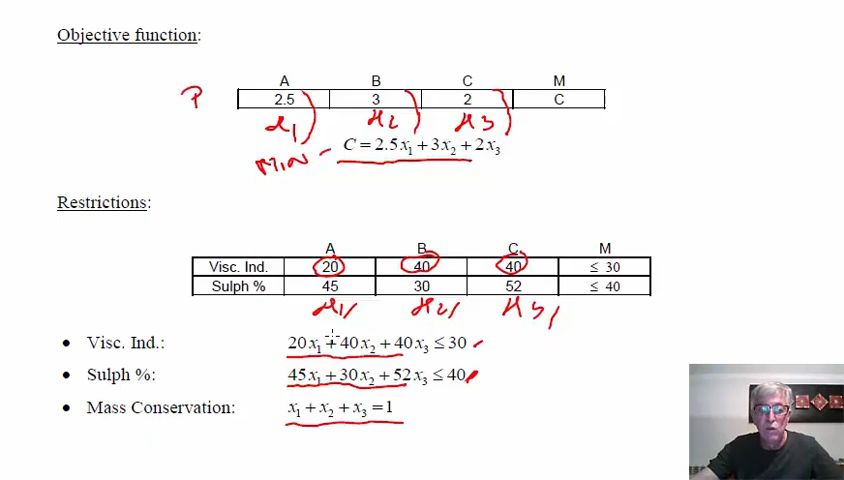 Objective function:
A B C M
P 2.5 3 2 C
x1 x2 x3
MIN C = 2.5x₁ + 3x₂ + 2x₃
Restrictions:
A B C M
Visc. Ind. 20 40 40 ≤ 30
Sulph % 45 30 52 ≤ 40
x1 x2 x3
• Visc. Ind.: 20x₁ + 40x₂ + 40x₃ ≤ 30
• Sulph %: 45x₁ + 30x₂ + 52x₃ ≤ 40
• Mass Conservation: x₁ + x₂ + x₃ = 1